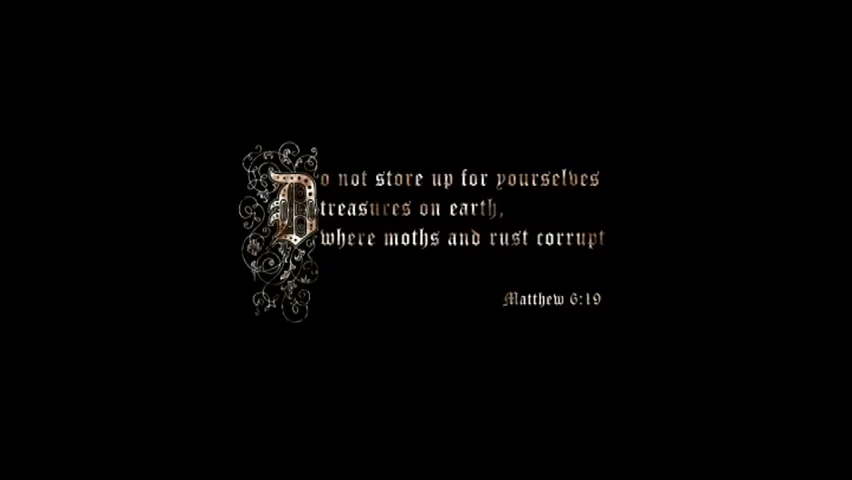 Do not store up for yourselves
treasures on earth,
where moths and rust corrupt
Matthew 6:19